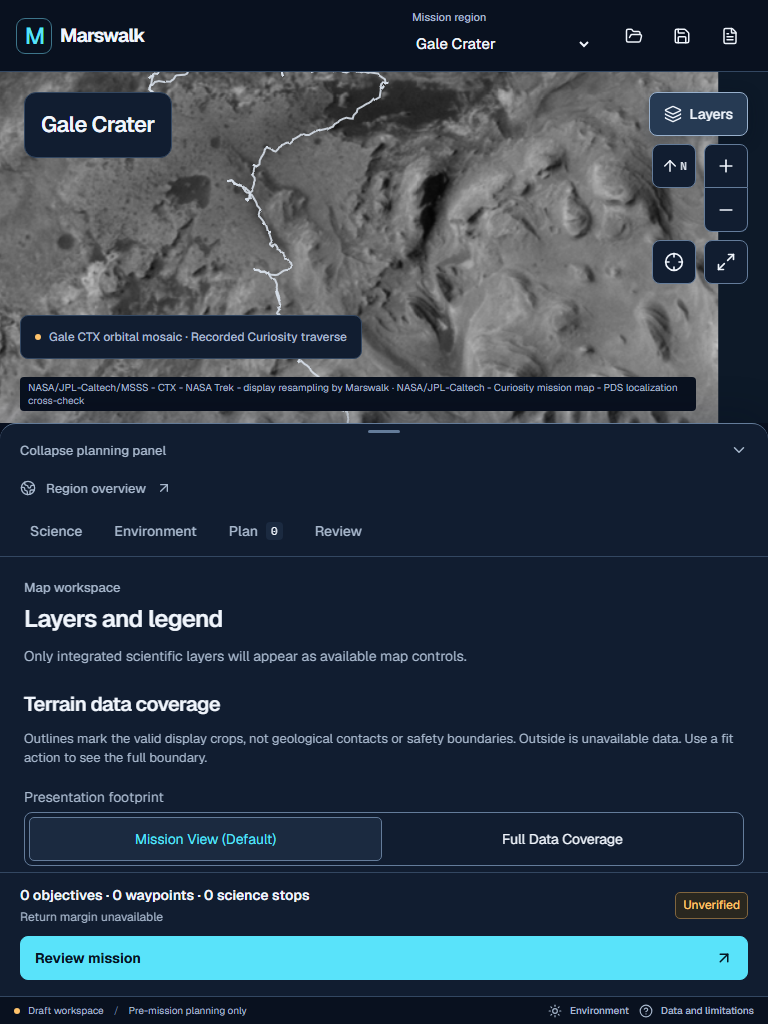 M Marswalk
Mission region
Gale Crater
Gale Crater
Layers
N
Gale CTX orbital mosaic · Recorded Curiosity traverse
NASA/JPL-Caltech/MSSS - CTX - NASA Trek - display resampling by Marswalk · NASA/JPL-Caltech - Curiosity mission map - PDS localization
cross-check
Collapse planning panel
Region overview
Science Environment Plan 0 Review
Map workspace
Layers and legend
Only integrated scientific layers will appear as available map controls.
Terrain data coverage
Outlines mark the valid display crops, not geological contacts or safety boundaries. Outside is unavailable data. Use a fit
action to see the full boundary.
Presentation footprint
Mission View (Default) Full Data Coverage
0 objectives · 0 waypoints · 0 science stops
Return margin unavailable
Unverified
Review mission
Draft workspace / Pre-mission planning only Environment Data and limitations